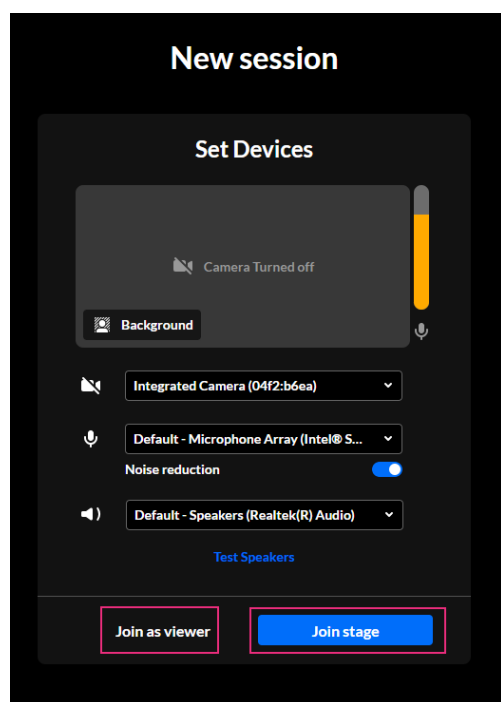 New session
Set Devices
Camera Turned off
Background
Integrated Camera (04f2:b6ea)
Default - Microphone Array (Intel® S...
Noise reduction
Default - Speakers (Realtek(R) Audio)
Test Speakers
Join as viewer
Join stage